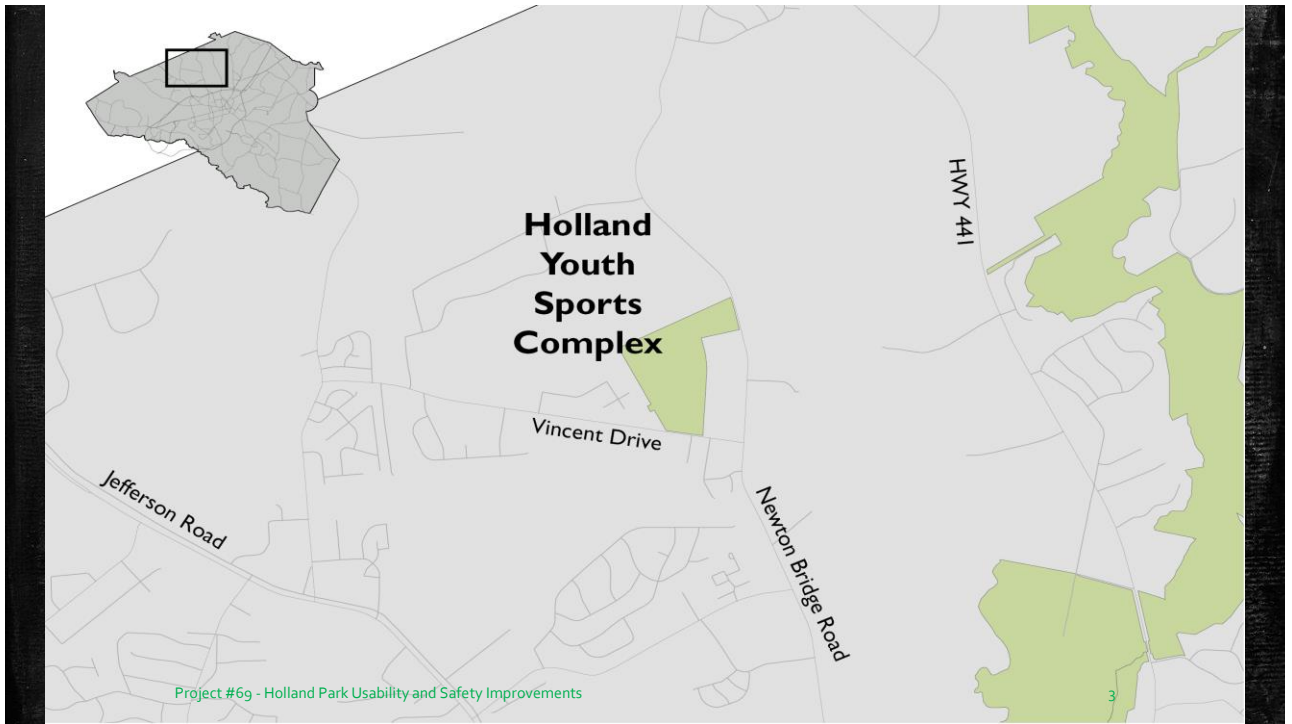 HWY 441
Holland
Youth
Sports
Complex
Vincent Drive
Jefferson Road
Newton Bridge Road
Project #69 - Holland Park Usability and Safety Improvements
3